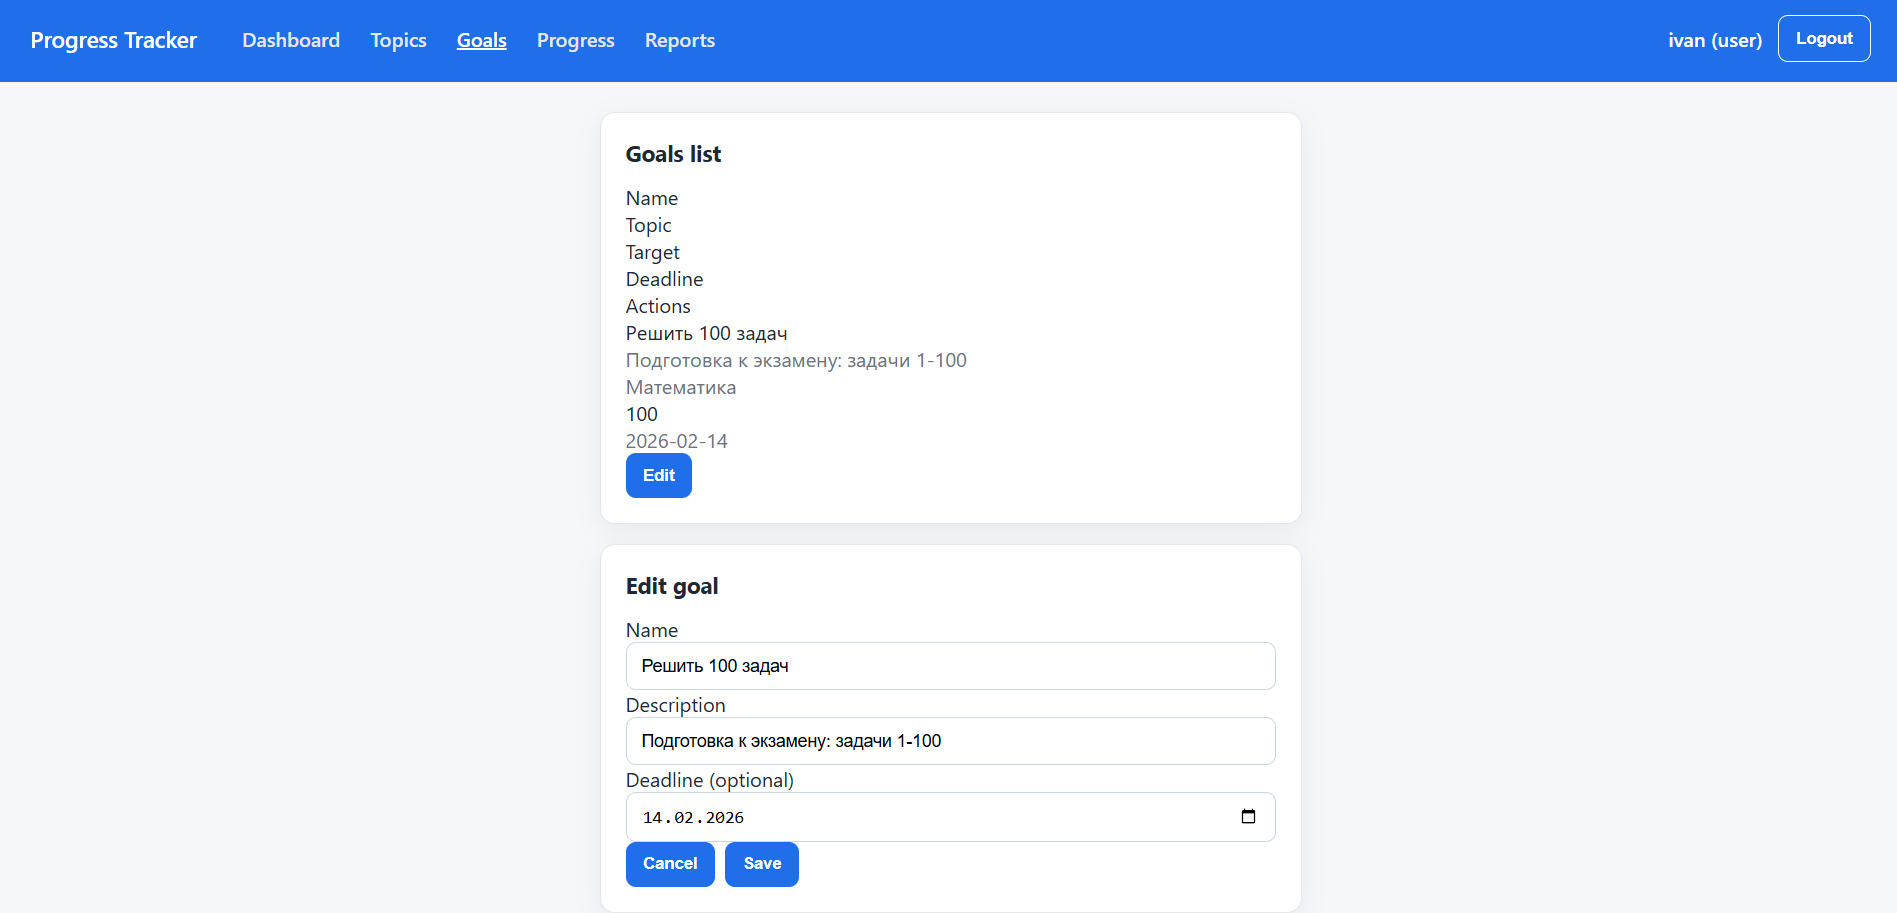 Progress Tracker Dashboard Topics Goals Progress Reports ivan (user) Logout
Goals list
Name
Topic
Target
Deadline
Actions
Решить 100 задач
Подготовка к экзамену: задачи 1-100
Математика
100
2026-02-14
Edit
Edit goal
Name
Решить 100 задач
Description
Подготовка к экзамену: задачи 1-100
Deadline (optional)
14.02.2026
Cancel Save